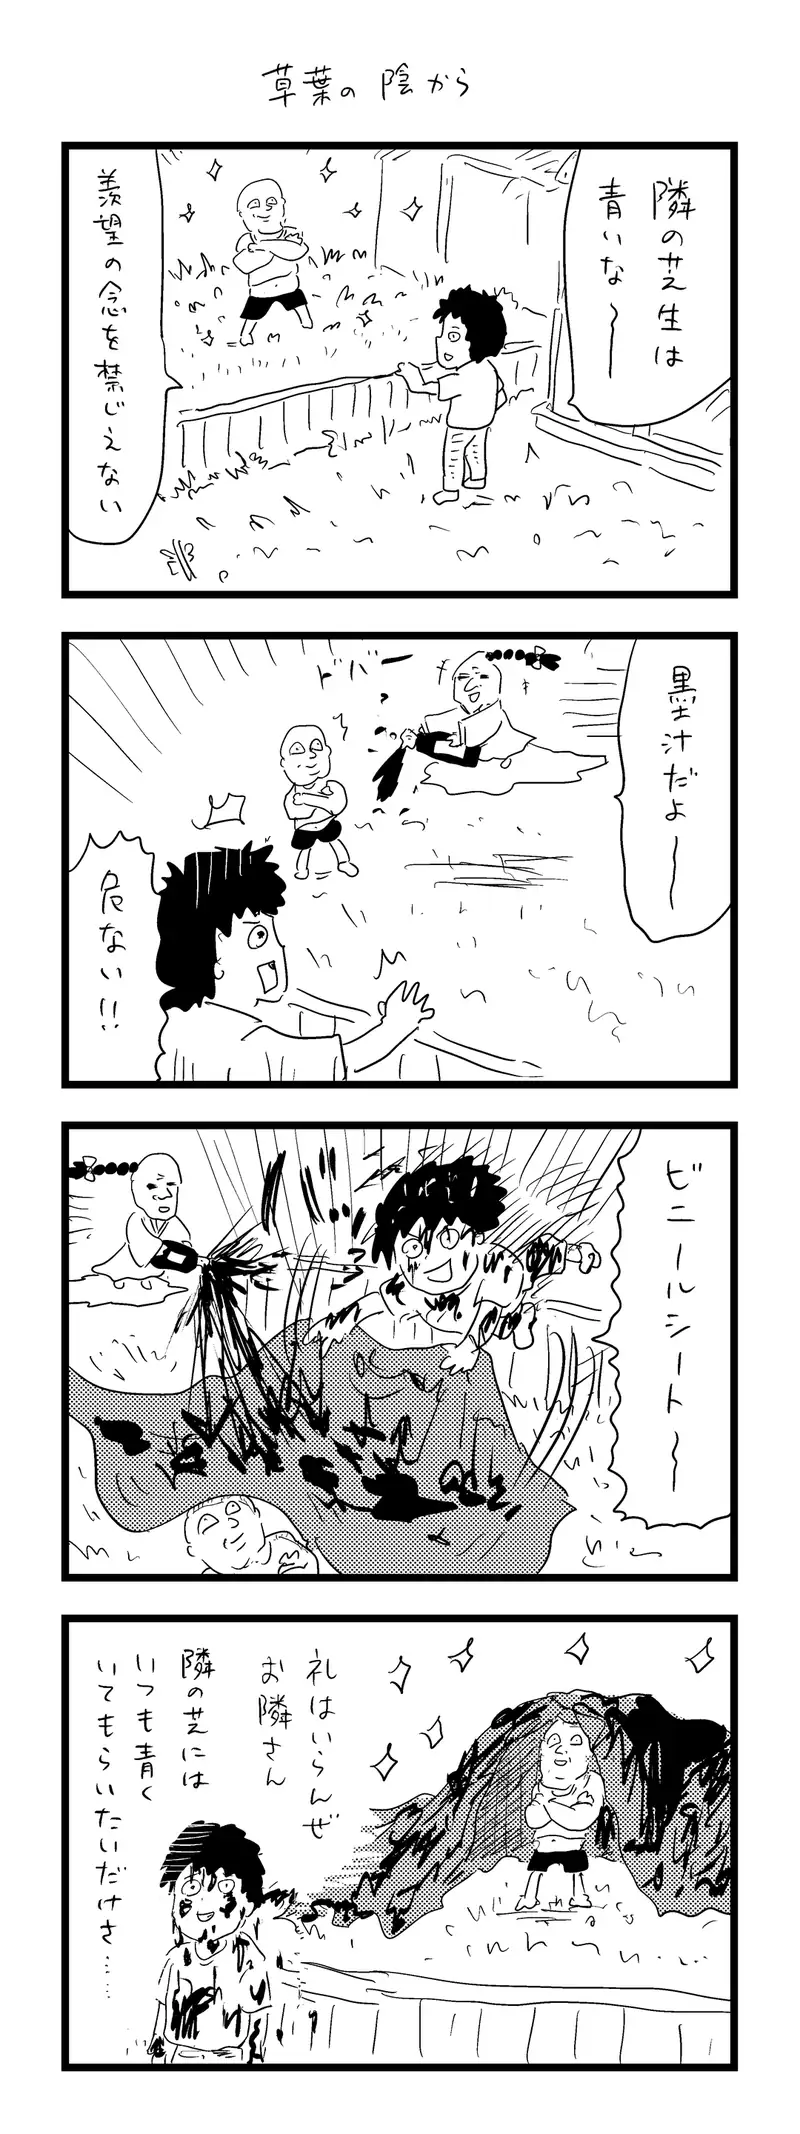 草葉の陰から
隣の芝生は
青いな〜
羨望の念を禁じえない
墨汁だよ〜
ドバー
危ない!!
ビニールシート〜
礼はいらんぜ
お隣さん
隣の芝には
いつも青く
いてもらいたいだけさ……